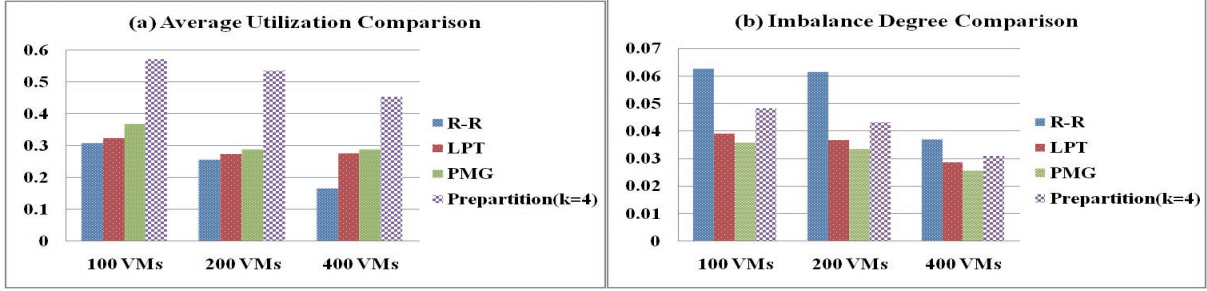 (a) Average Utilization Comparison
0.6
0.5
0.4
0.3
0.2
0.1
0
100 VMs 200 VMs 400 VMs
R-R
LPT
PMG
Prepartition(k=4)
(b) Imbalance Degree Comparison
0.07
0.06
0.05
0.04
0.03
0.02
0.01
0
100 VMs 200 VMs 400 VMs
R-R
LPT
PMG
Prepartition(k=4)